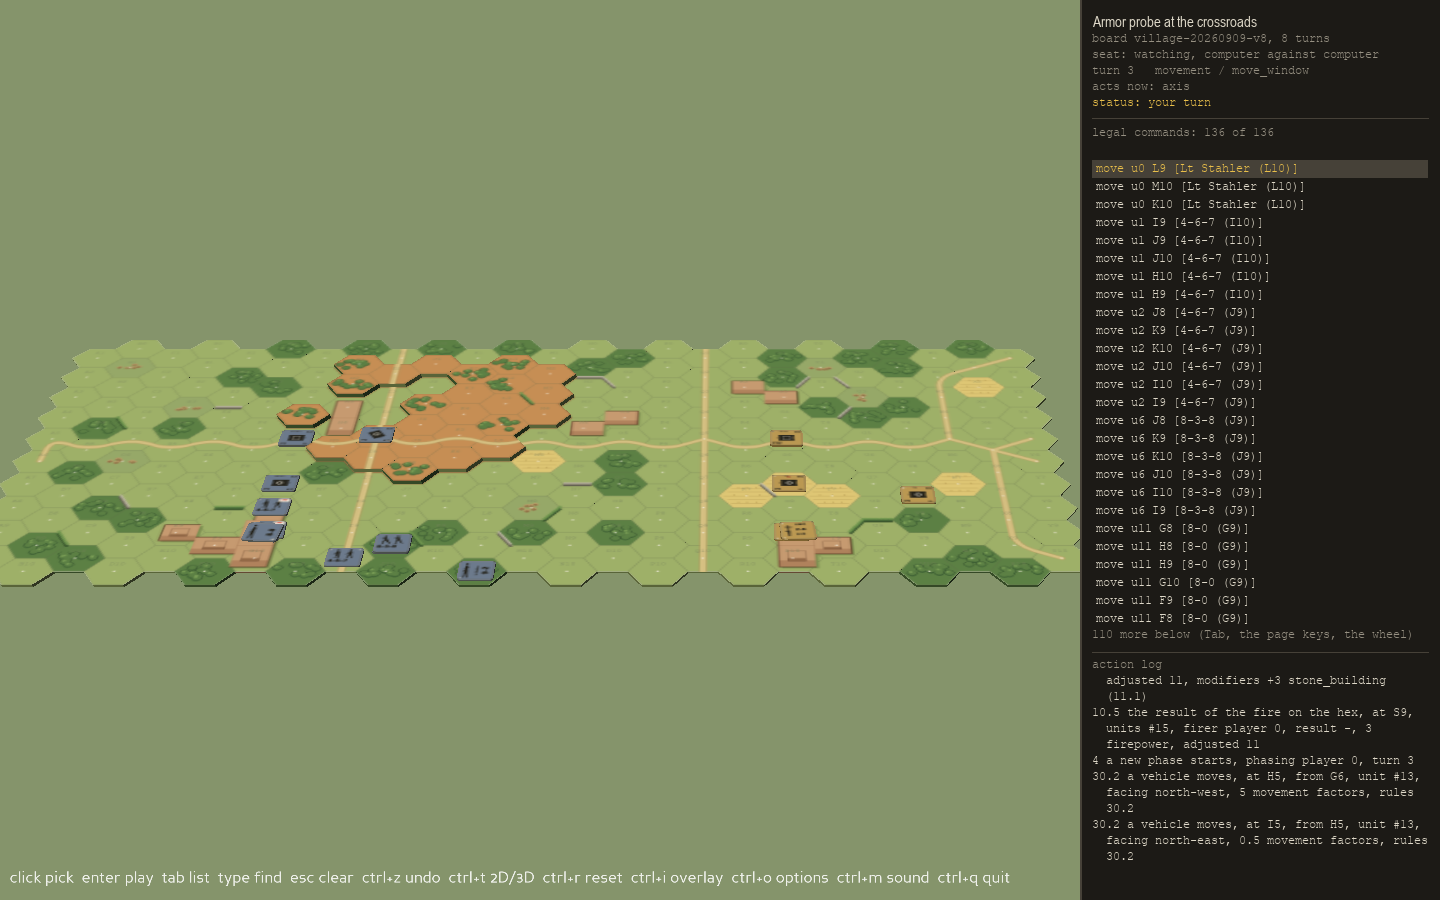 Armor probe at the crossroads
board village-20260909-v8, 8 turns
seat: watching, computer against computer
turn 3   movement / move_window
acts now: axis
status: your turn
legal commands: 136 of 136
move u0 L9 [Lt Stahler (L10)]
move u0 M10 [Lt Stahler (L10)]
move u0 K10 [Lt Stahler (L10)]
move u1 I9 [4-6-7 (I10)]
move u1 J9 [4-6-7 (I10)]
move u1 J10 [4-6-7 (I10)]
move u1 H10 [4-6-7 (I10)]
move u1 H9 [4-6-7 (I10)]
move u2 J8 [4-6-7 (J9)]
move u2 K9 [4-6-7 (J9)]
move u2 K10 [4-6-7 (J9)]
move u2 J10 [4-6-7 (J9)]
move u2 I10 [4-6-7 (J9)]
move u2 I9 [4-6-7 (J9)]
move u6 J8 [8-3-8 (J9)]
move u6 K9 [8-3-8 (J9)]
move u6 K10 [8-3-8 (J9)]
move u6 J10 [8-3-8 (J9)]
move u6 I10 [8-3-8 (J9)]
move u6 I9 [8-3-8 (J9)]
move u11 G8 [8-0 (G9)]
move u11 H8 [8-0 (G9)]
move u11 H9 [8-0 (G9)]
move u11 G10 [8-0 (G9)]
move u11 F9 [8-0 (G9)]
move u11 F8 [8-0 (G9)]
110 more below (Tab, the page keys, the wheel)
action log
adjusted 11, modifiers +3 stone_building
(11.1)
10.5 the result of the fire on the hex, at S9,
units #15, firer player 0, result -, 3
firepower, adjusted 11
4 a new phase starts, phasing player 0, turn 3
30.2 a vehicle moves, at H5, from G6, unit #13,
facing north-west, 5 movement factors, rules
30.2
30.2 a vehicle moves, at I5, from H5, unit #13,
facing north-east, 0.5 movement factors, rules
30.2
click pick  enter play  tab list  type find  esc clear  ctrl+z undo  ctrl+t 2D/3D  ctrl+r reset  ctrl+i overlay  ctrl+o options  ctrl+m sound  ctrl+q quit